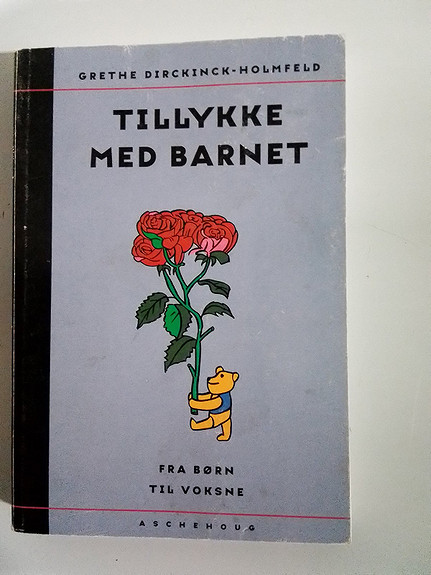 GRETHE DIRCKINCK-HOLMFELD
TILLYKKE
MED BARNET
FRA BØRN
TIL VOKSNE
ASCHEHOUG